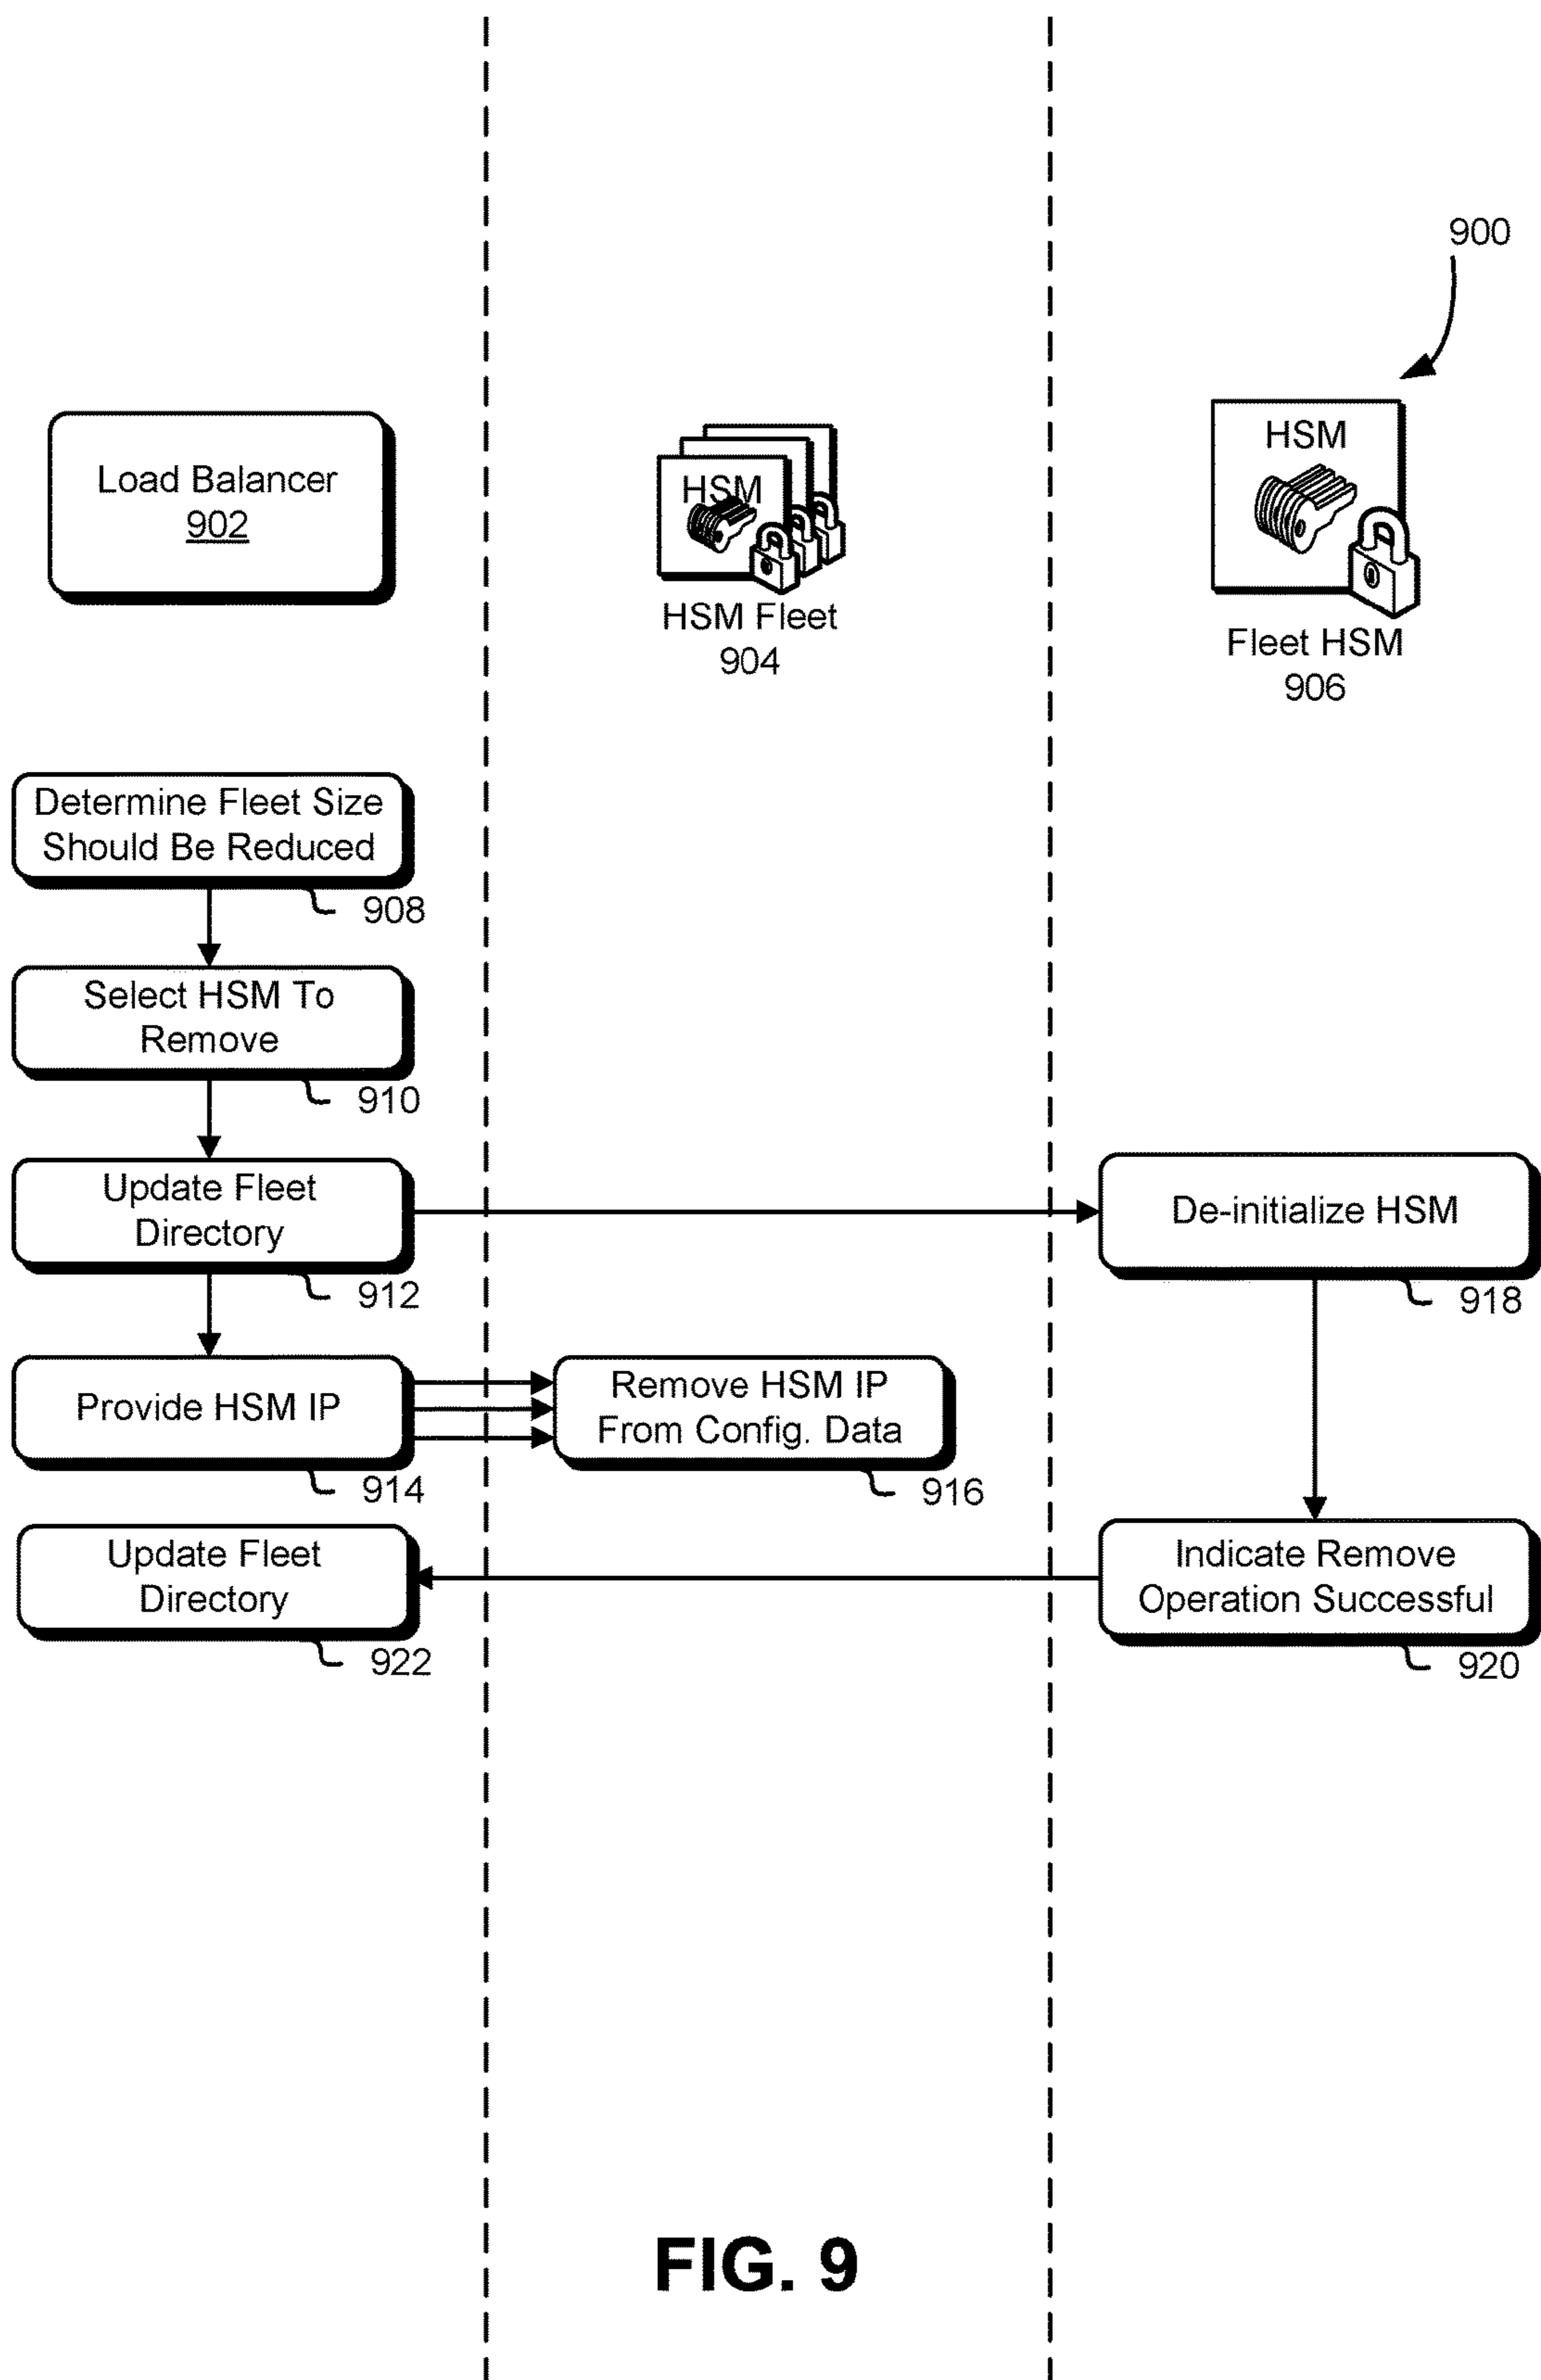 900
Load Balancer
902
HSM
HSM Fleet
904
HSM
Fleet HSM
906
Determine Fleet Size
Should Be Reduced
908
Select HSM To
Remove
910
Update Fleet
Directory
912
De-initialize HSM
918
Provide HSM IP
914
Remove HSM IP
From Config. Data
916
Update Fleet
Directory
922
Indicate Remove
Operation Successful
920
FIG. 9